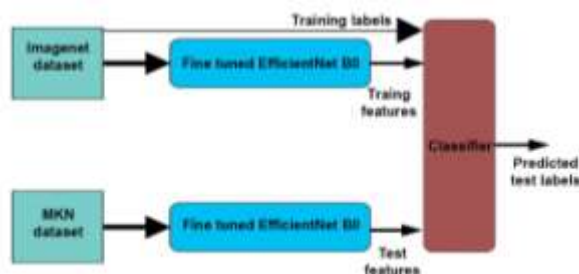 Training labels
Imagenet
dataset
Fine tuned EfficientNet B0
Traing
features
Classifier
Predicted
test labels
MKN
dataset
Fine tuned EfficientNet B0
Test
features